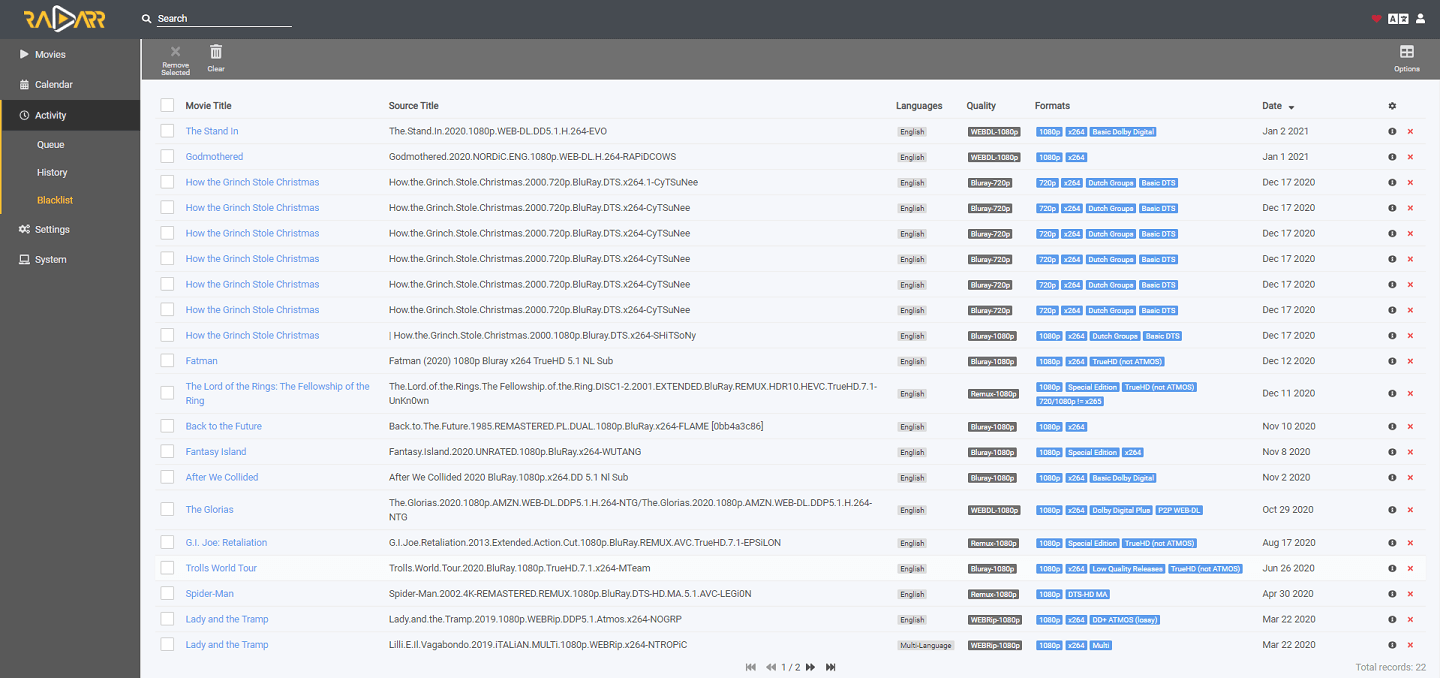 RADARR
Search
Movies
Calendar
Activity
Queue
History
Blacklist
Settings
System
Remove
Selected
Clear
Options
Movie Title Source Title Languages Quality Formats Date
The Stand In The.Stand.In.2020.1080p.WEB-DL.DD5.1.H.264-EVO English WEBDL-1080p 1080p x264 Basic Dolby Digital Jan 2 2021
Godmothered Godmothered.2020.NORDiC.ENG.1080p.WEB-DL.H.264-RAPiDCOWS English WEBDL-1080p 1080p x264 Jan 1 2021
How the Grinch Stole Christmas How.the.Grinch.Stole.Christmas.2000.720p.BluRay.DTS.x264.1-CyTSuNee English Bluray-720p 720p x264 Dutch Groups Basic DTS Dec 17 2020
How the Grinch Stole Christmas How.the.Grinch.Stole.Christmas.2000.720p.BluRay.DTS.x264-CyTSuNee English Bluray-720p 720p x264 Dutch Groups Basic DTS Dec 17 2020
How the Grinch Stole Christmas How.the.Grinch.Stole.Christmas.2000.720p.BluRay.DTS.x264-CyTSuNee English Bluray-720p 720p x264 Dutch Groups Basic DTS Dec 17 2020
How the Grinch Stole Christmas How.the.Grinch.Stole.Christmas.2000.720p.BluRay.DTS.x264-CyTSuNee English Bluray-720p 720p x264 Dutch Groups Basic DTS Dec 17 2020
How the Grinch Stole Christmas How.the.Grinch.Stole.Christmas.2000.720p.BluRay.DTS.x264-CyTSuNee English Bluray-720p 720p x264 Dutch Groups Basic DTS Dec 17 2020
How the Grinch Stole Christmas How.the.Grinch.Stole.Christmas.2000.720p.BluRay.DTS.x264-CyTSuNee English Bluray-720p 720p x264 Dutch Groups Basic DTS Dec 17 2020
How the Grinch Stole Christmas | How.the.Grinch.Stole.Christmas.2000.1080p.Bluray.DTS.x264-SHiTSoNy English Bluray-1080p 1080p x264 Dutch Groups Basic DTS Dec 17 2020
Fatman Fatman (2020) 1080p Bluray x264 TrueHD 5.1 NL Sub English Bluray-1080p 1080p x264 TrueHD (not ATMOS) Dec 12 2020
The Lord of the Rings: The Fellowship of the The.Lord.of.the.Rings.The Fellowship.of.the.Ring.DISC1-2.2001.EXTENDED.BluRay.REMUX.HDR10.HEVC.TrueHD.7.1- English Remux-1080p 1080p Special Edition TrueHD (not ATMOS) Dec 11 2020
Ring UnKn0wn 720/1080p != x265
Back to the Future Back.to.The.Future.1985.REMASTERED.PL.DUAL.1080p.BluRay.x264-FLAME [0bb4a3c86] English Bluray-1080p 1080p x264 Nov 10 2020
Fantasy Island Fantasy.Island.2020.UNRATED.1080p.BluRay.x264-WUTANG English Bluray-1080p 1080p Special Edition x264 Nov 8 2020
After We Collided After We Collided 2020 BluRay.1080p.x264.DD 5.1 Nl Sub English Bluray-1080p 1080p x264 Basic Dolby Digital Nov 2 2020
The Glorias The.Glorias.2020.1080p.AMZN.WEB-DL.DDP5.1.H.264-NTG/The.Glorias.2020.1080p.AMZN.WEB-DL.DDP5.1.H.264- English WEBDL-1080p 1080p x264 Dolby Digital Plus P2P WEB-DL Oct 29 2020
NTG
G.I. Joe: Retaliation G.I.Joe.Retaliation.2013.Extended.Action.Cut.1080p.BluRay.REMUX.AVC.TrueHD.7.1-EPSiLON English Remux-1080p 1080p Special Edition TrueHD (not ATMOS) Aug 17 2020
Trolls World Tour Trolls.World.Tour.2020.BluRay.1080p.TrueHD.7.1.x264-MTeam English Bluray-1080p 1080p x264 Low Quality Releases TrueHD (not ATMOS) Jun 26 2020
Spider-Man Spider-Man.2002.4K-REMASTERED.REMUX.1080p.BluRay.DTS-HD.MA.5.1.AVC-LEGi0N English Remux-1080p 1080p DTS-HD MA Apr 30 2020
Lady and the Tramp Lady.and.the.Tramp.2019.1080p.WEBRip.DDP5.1.Atmos.x264-NOGRP English WEBRip-1080p 1080p x264 DD+ ATMOS (lossy) Mar 22 2020
Lady and the Tramp Lilli.E.Il.Vagabondo.2019.iTALiAN.MULTi.1080p.WEBRip.x264-NTROPiC Multi-Language WEBRip-1080p 1080p x264 Multi Mar 22 2020
1 / 2
Total records: 22